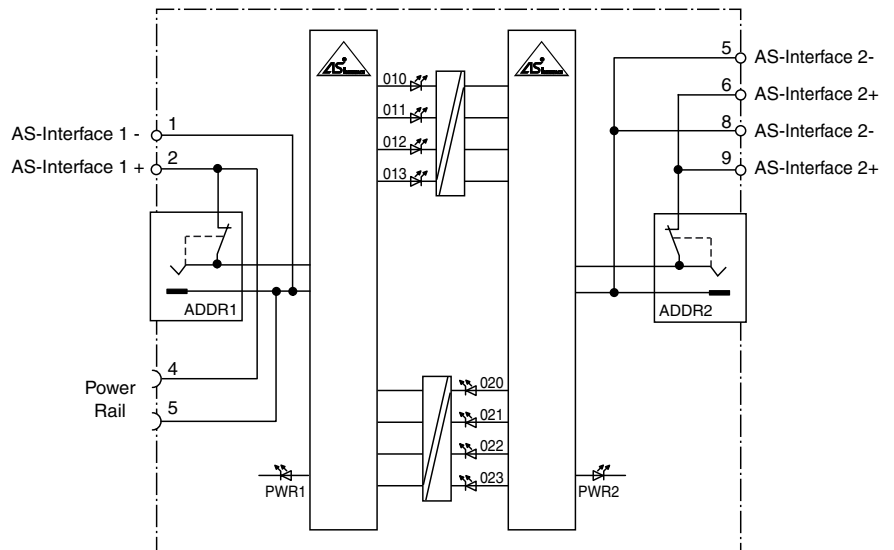 AS-Interface 1 -
1
AS-Interface 1 +
2
ADDR1
Power
Rail
4
5
PWR1
010
011
012
013
020
021
022
023
5
AS-Interface 2-
6
AS-Interface 2+
8
AS-Interface 2-
9
AS-Interface 2+
ADDR2
PWR2